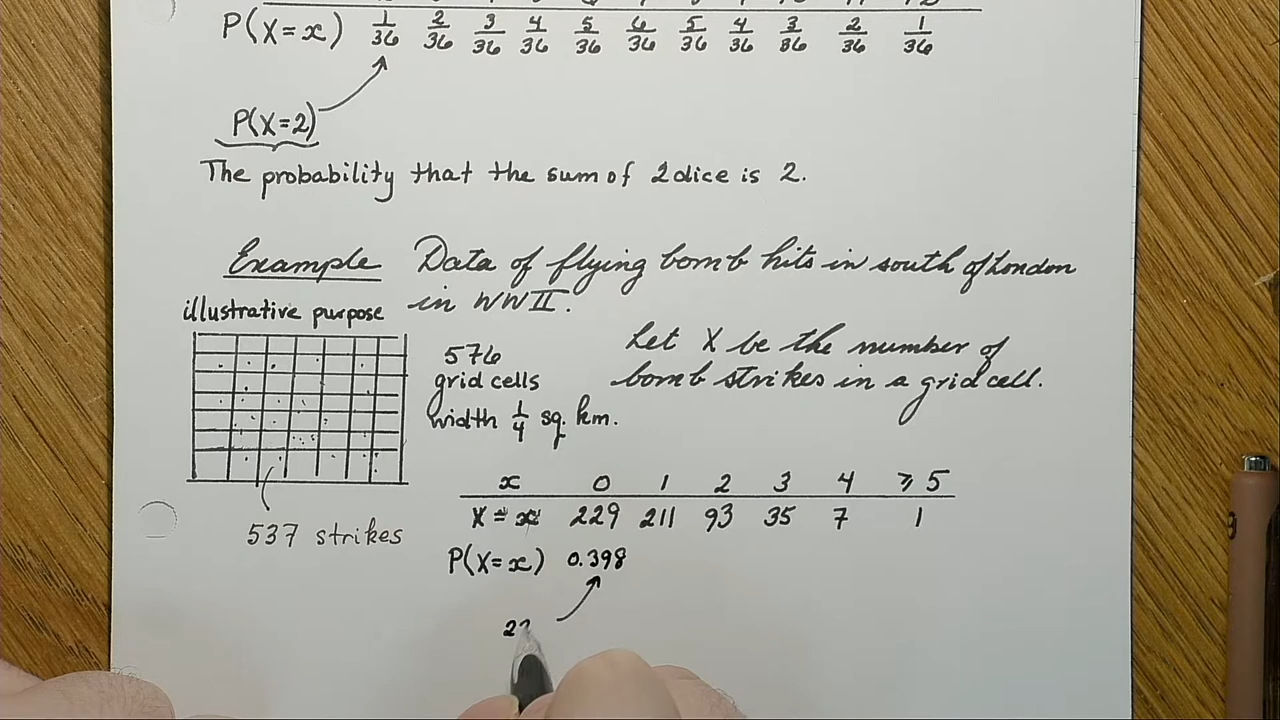 P(X=x) 1/36 2/36 3/36 4/36 5/36 6/36 5/36 4/36 3/36 2/36 1/36
P(X=2)
The probability that the sum of 2 dice is 2.
Example Data of flying bomb hits in south of London
in WWII.
illustrative purpose
576
grid cells
width 1/4 sq. km.
Let X be the number of
bomb strikes in a grid cell.
537 strikes
x 0 1 2 3 4 ⩾ 5
X = x 229 211 93 35 7 1
P(X=x) 0.398
22